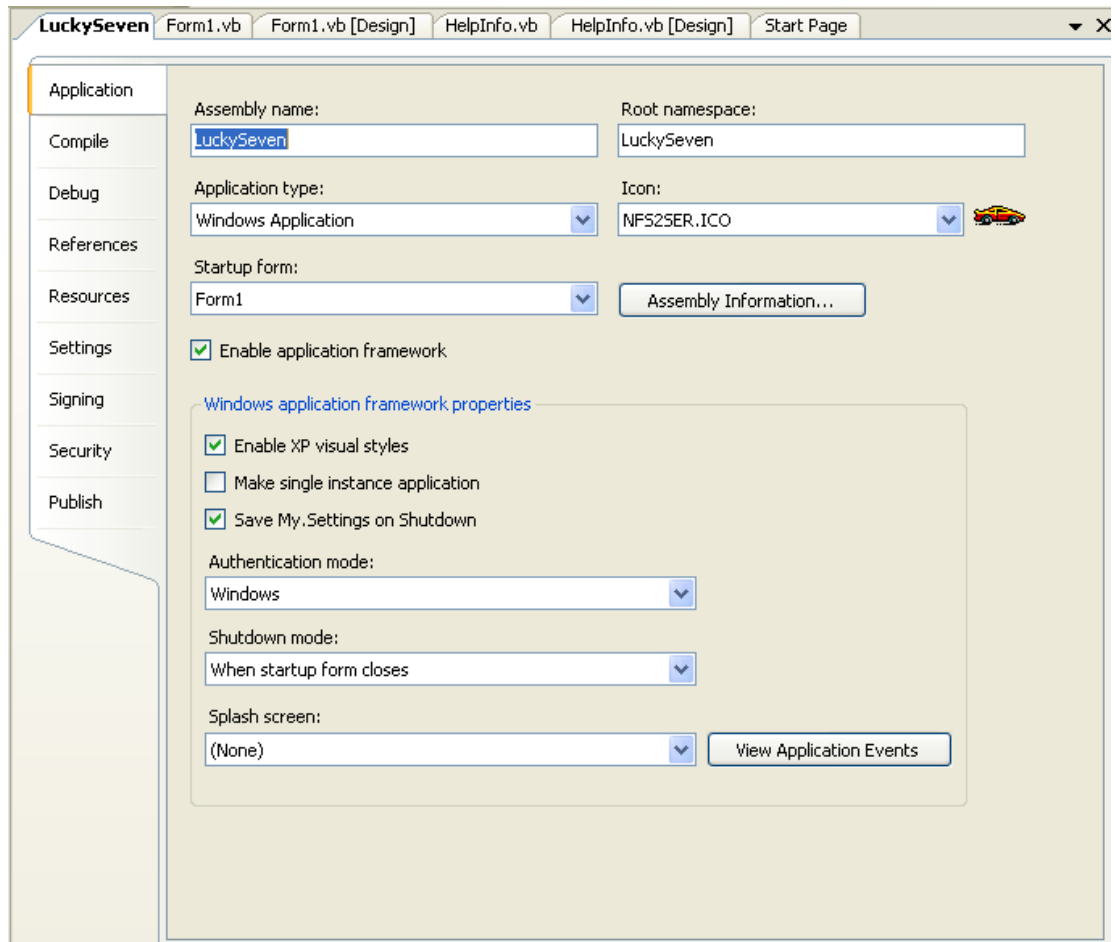 LuckySeven Form1.vb Form1.vb [Design] HelpInfo.vb HelpInfo.vb [Design] Start Page
Application
Compile
Debug
References
Resources
Settings
Signing
Security
Publish
Assembly name: Root namespace:
LuckySeven LuckySeven
Application type: Icon:
Windows Application NFS2SER.ICO
Startup form:
Form1 Assembly Information...
Enable application framework
Windows application framework properties
Enable XP visual styles
Make single instance application
Save My.Settings on Shutdown
Authentication mode:
Windows
Shutdown mode:
When startup form closes
Splash screen:
(None) View Application Events